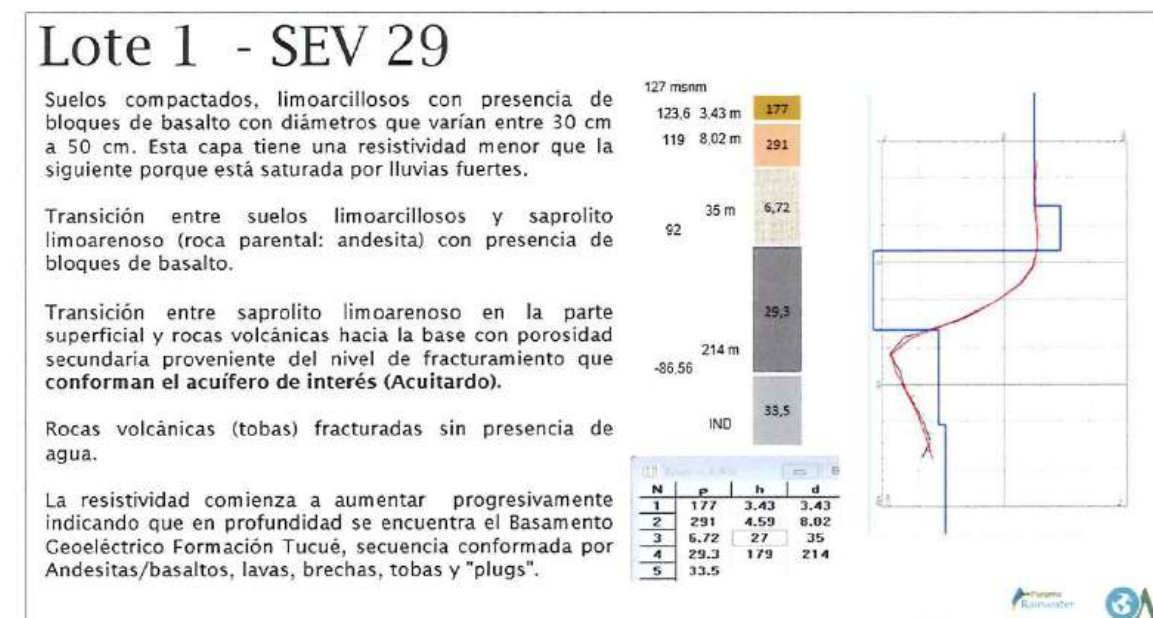 Lote 1 - SEV 29
Suelos compactados, limoarcillosos con presencia de
bloques de basalto con diámetros que varían entre 30 cm
a 50 cm. Esta capa tiene una resistividad menor que la
siguiente porque está saturada por lluvias fuertes.
Transición entre suelos limoarcillosos y saprolito
limoarenoso (roca parental: andesita) con presencia de
bloques de basalto.
Transición entre saprolito limoarenoso en la parte
superficial y rocas volcánicas hacia la base con porosidad
secundaria proveniente del nivel de fracturamiento que
conforman el acuífero de interés (Acuitardo).
Rocas volcánicas (tobas) fracturadas sin presencia de
agua.
La resistividad comienza a aumentar progresivamente
indicando que en profundidad se encuentra el Basamento
Geoeléctrico Formación Tucué, secuencia conformada por
Andesitas/basaltos, lavas, brechas, tobas y "plugs".
127 msnm
123,6 3,43 m 177
119 8,02 m 291
35 m 6,72
92
29,3
214 m
-86,56
IND 33,5
N ρ h d
1 177 3.43 3.43
2 291 4.59 8.02
3 6.72 27 35
4 29.3 179 214
5 33.5
Panama
Rainwater